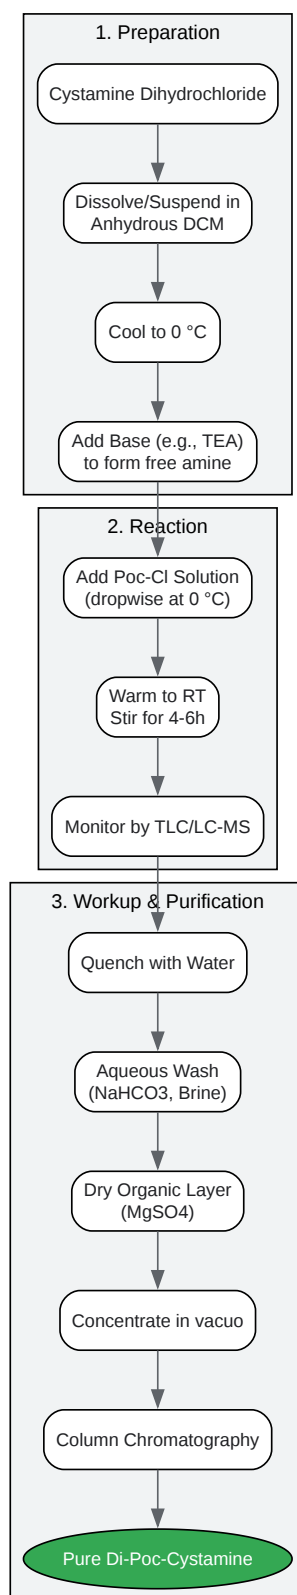 1. Preparation
Cystamine Dihydrochloride
Dissolve/Suspend in
Anhydrous DCM
Cool to 0 °C
Add Base (e.g., TEA)
to form free amine
2. Reaction
Add Poc-Cl Solution
(dropwise at 0 °C)
Warm to RT
Stir for 4-6h
Monitor by TLC/LC-MS
3. Workup & Purification
Quench with Water
Aqueous Wash
(NaHCO3, Brine)
Dry Organic Layer
(MgSO4)
Concentrate in vacuo
Column Chromatography
Pure Di-Poc-Cystamine